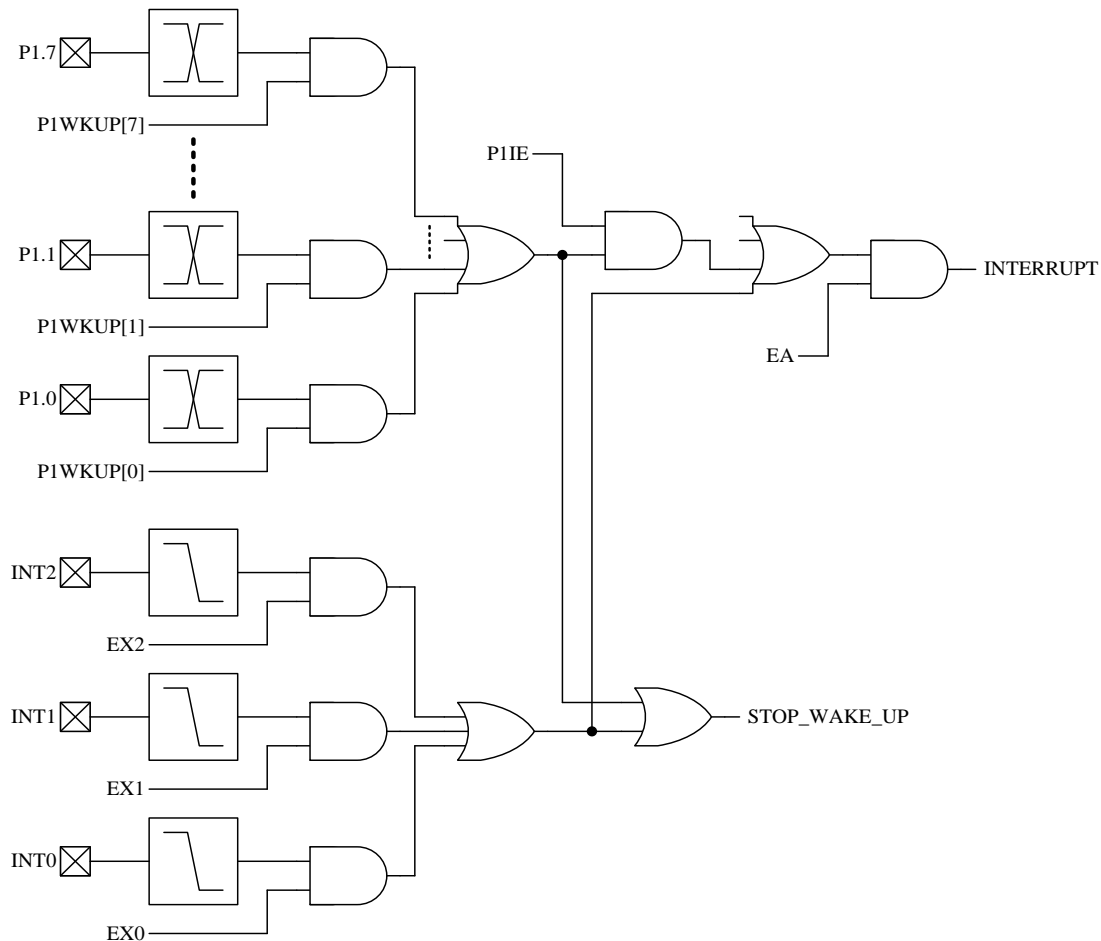 P1.7
P1WKUP[7]
P1IE
P1.1
INTERRUPT
P1WKUP[1]
EA
P1.0
P1WKUP[0]
INT2
EX2
INT1
STOP_WAKE_UP
EX1
INT0
EX0